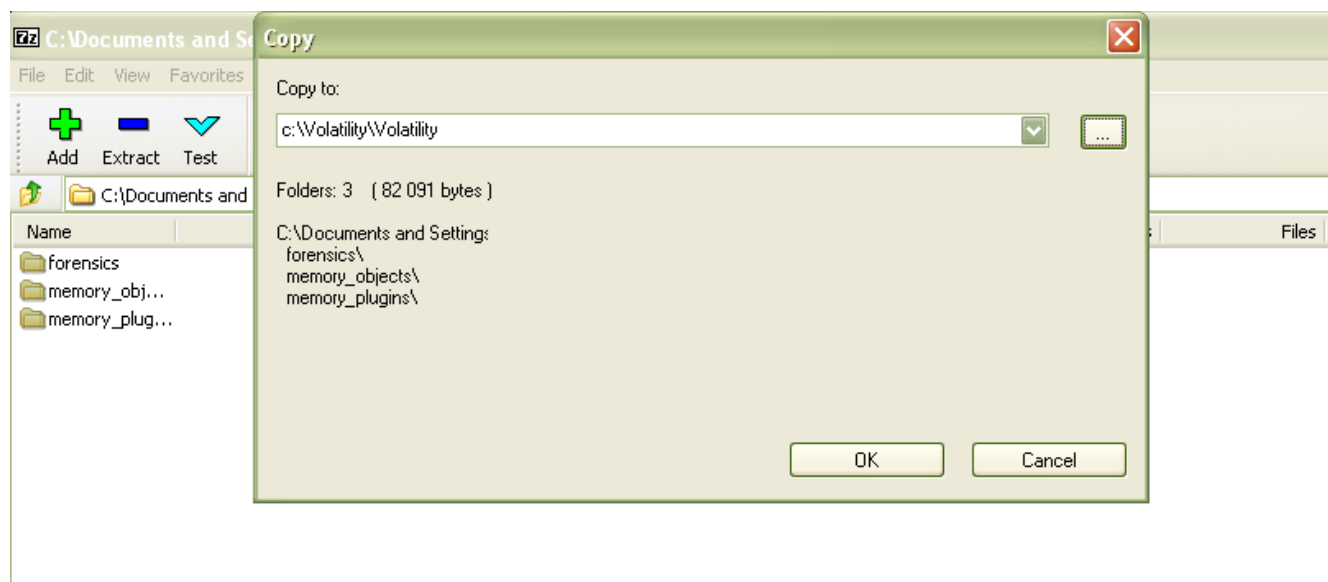 7z C:\Documents and Se
Copy
File Edit View Favorites
Copy to:
c:\Volatility\Volatility
...
Add Extract Test
Folders: 3 ( 82 091 bytes )
C:\Documents and
Name
Files
C:\Documents and Settings
forensics\
memory_objects\
memory_plugins\
forensics
memory_obj...
memory_plug...
OK Cancel